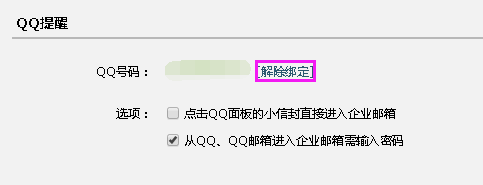 QQ提醒
QQ号码： [解除绑定]
选项： 点击QQ面板的小信封直接进入企业邮箱
从QQ、QQ邮箱进入企业邮箱需输入密码